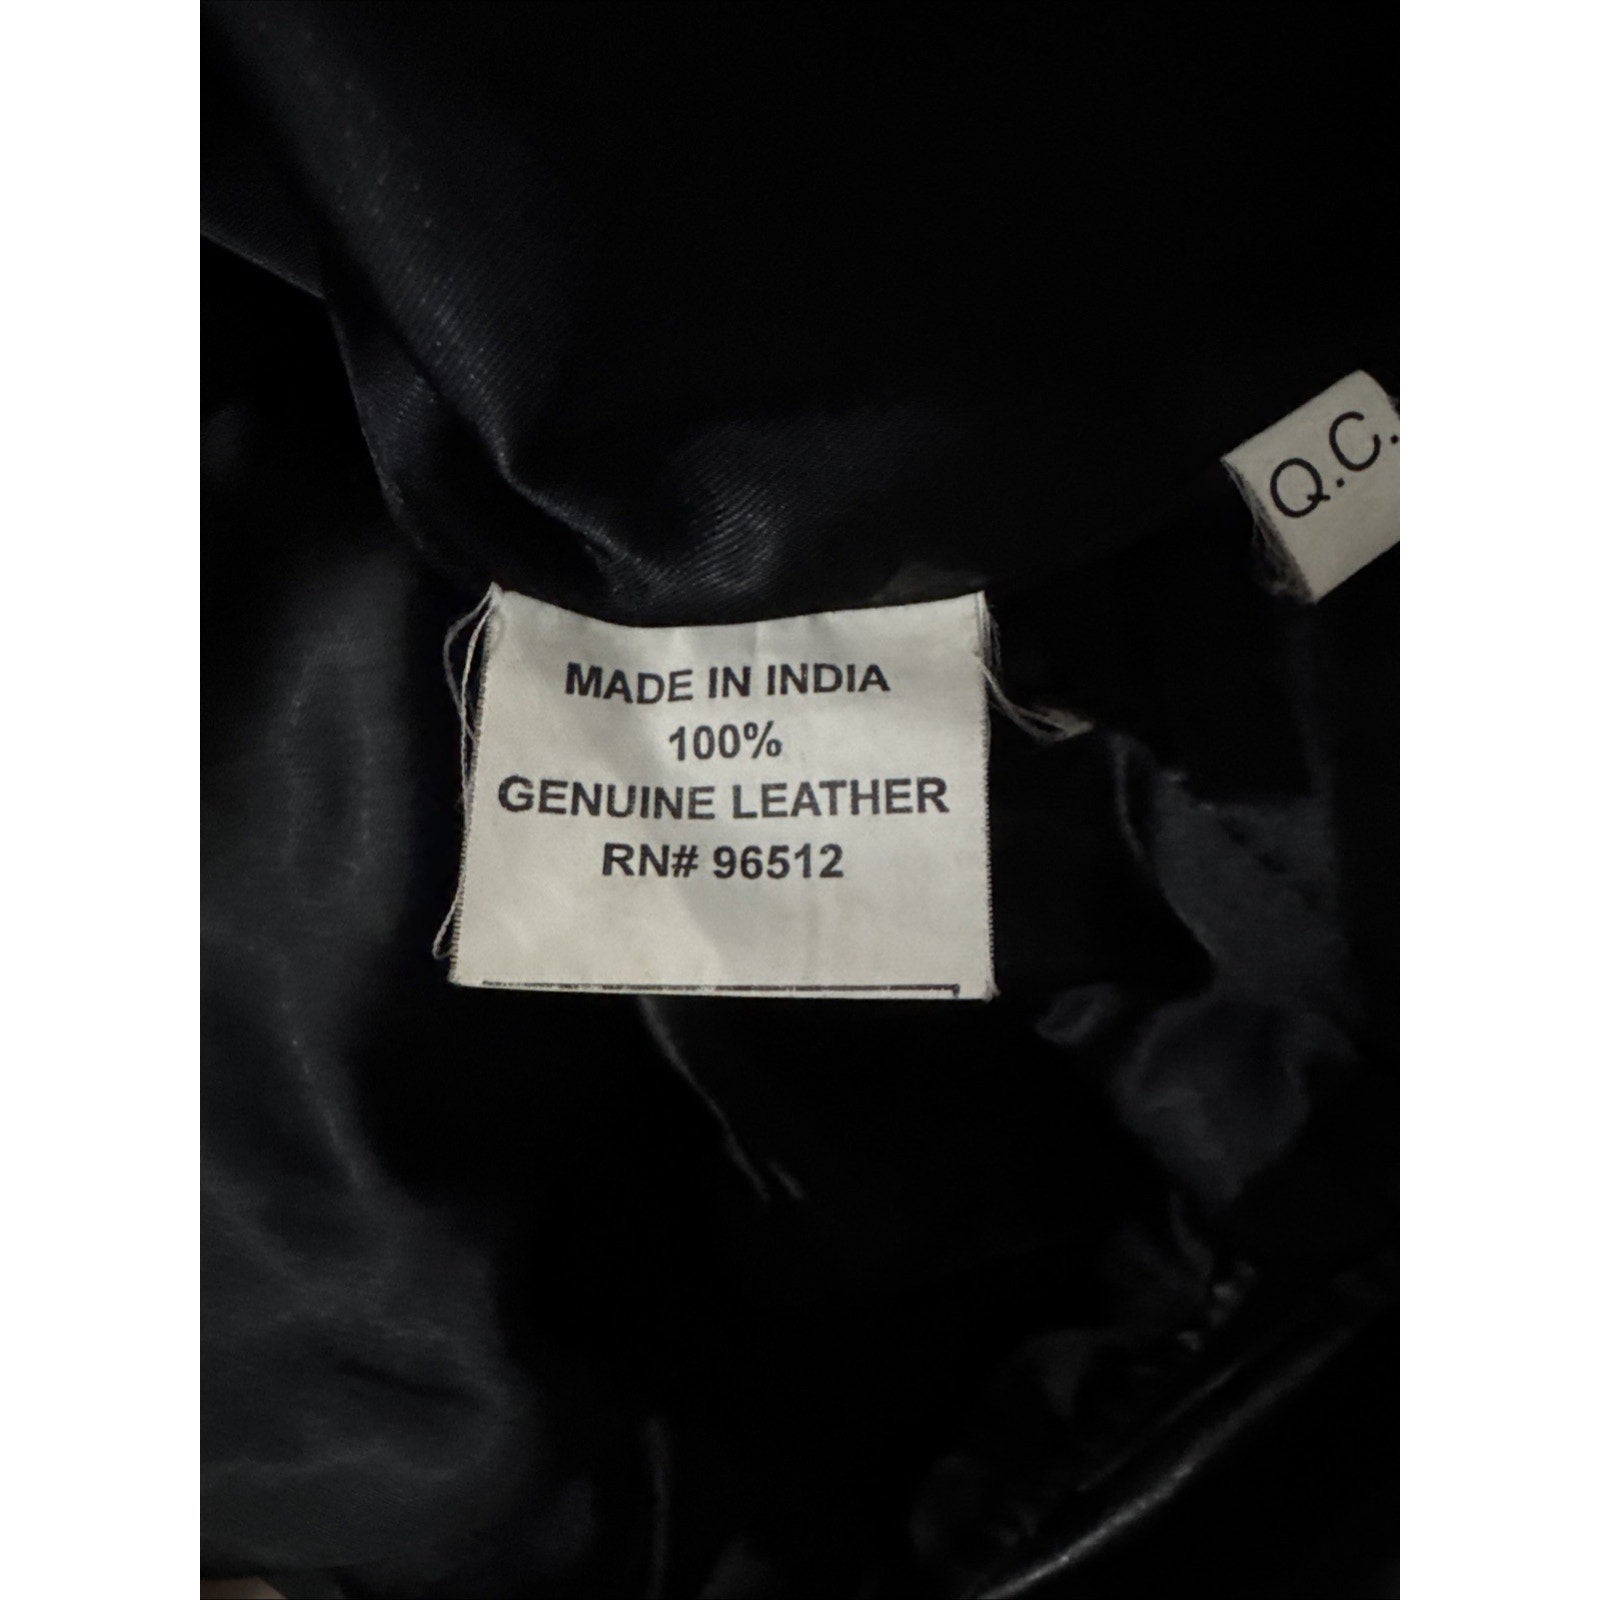 Q.C.
MADE IN INDIA
100%
GENUINE LEATHER
RN# 96512